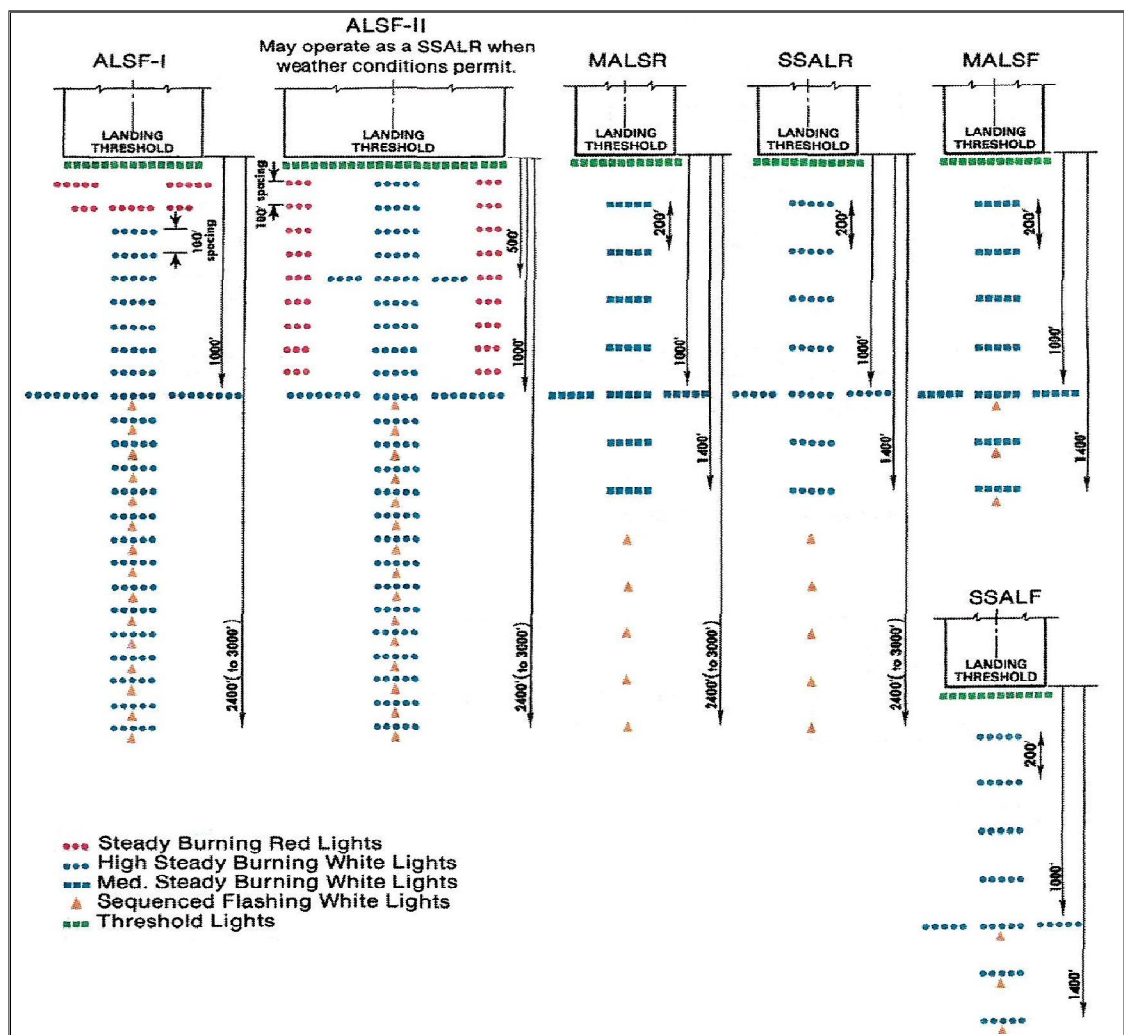 ALSF-I
ALSF-II
May operate as a SSALR when
weather conditions permit.
MALSR
SSALR
MALSF
LANDING
THRESHOLD
LANDING
THRESHOLD
LANDING
THRESHOLD
LANDING
THRESHOLD
LANDING
THRESHOLD
100' spacing
100'
spacing
500'
200'
200'
200'
1000'
1000'
1000'
1000'
1000'
1400'
1400'
1400'
2400' (to 3000')
2400' (to 3000')
2400' (to 3000')
2400' (to 3000')
SSALF
LANDING
THRESHOLD
200'
1000'
1400'
Steady Burning Red Lights
High Steady Burning White Lights
Med. Steady Burning White Lights
Sequenced Flashing White Lights
Threshold Lights